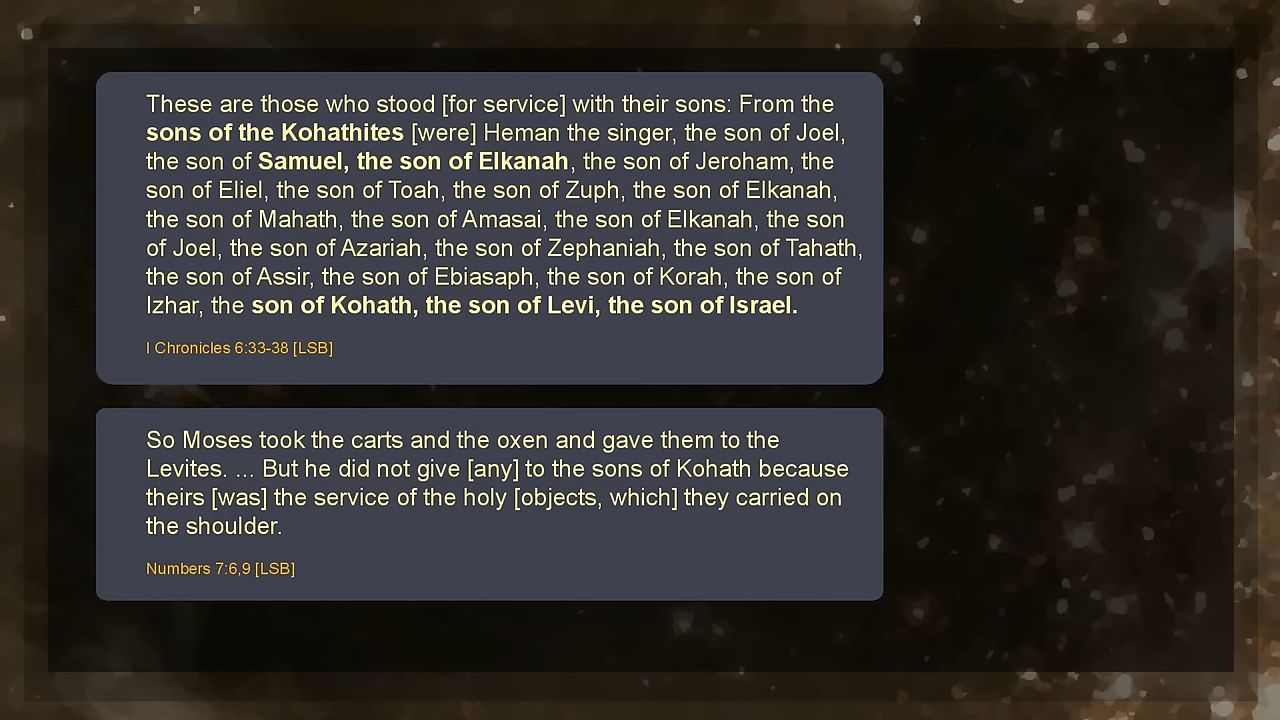 These are those who stood [for service] with their sons: From the
sons of the Kohathites [were] Heman the singer, the son of Joel,
the son of Samuel, the son of Elkanah, the son of Jeroham, the
son of Eliel, the son of Toah, the son of Zuph, the son of Elkanah,
the son of Mahath, the son of Amasai, the son of Elkanah, the son
of Joel, the son of Azariah, the son of Zephaniah, the son of Tahath,
the son of Assir, the son of Ebiasaph, the son of Korah, the son of
Izhar, the son of Kohath, the son of Levi, the son of Israel.
I Chronicles 6:33-38 [LSB]
So Moses took the carts and the oxen and gave them to the
Levites. ... But he did not give [any] to the sons of Kohath because
theirs [was] the service of the holy [objects, which] they carried on
the shoulder.
Numbers 7:6,9 [LSB]